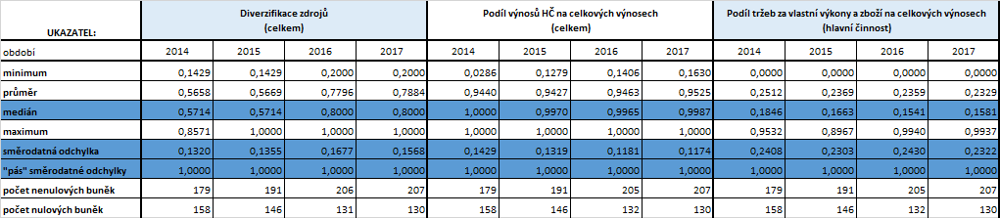 UKAZATEL: Diverzifikace zdrojů (celkem) Podíl výnosů HČ na celkových výnosech (celkem) Podíl tržeb za vlastní výkony a zboží na celkových výnosech (hlavní činnost)
období 2014 2015 2016 2017 2014 2015 2016 2017 2014 2015 2016 2017
minimum 0,1429 0,1429 0,2000 0,2000 0,0286 0,1279 0,1406 0,1630 0,0000 0,0000 0,0000 0,0000
průměr 0,5658 0,5669 0,7796 0,7884 0,9440 0,9427 0,9463 0,9525 0,2512 0,2369 0,2359 0,2329
medián 0,5714 0,5714 0,8000 0,8000 1,0000 0,9970 0,9965 0,9987 0,1846 0,1663 0,1541 0,1581
maximum 0,8571 1,0000 1,0000 1,0000 1,0000 1,0000 1,0000 1,0000 0,9532 0,8967 0,9940 0,9937
směrodatná odchylka 0,1320 0,1355 0,1677 0,1568 0,1429 0,1319 0,1181 0,1174 0,2408 0,2303 0,2430 0,2322
"pás" směrodatné odchylky 1,0000 1,0000 1,0000 1,0000 1,0000 1,0000 1,0000 1,0000 1,0000 1,0000 1,0000 1,0000
počet nenulových buněk 179 191 206 207 179 191 205 207 179 191 205 207
počet nulových buněk 158 146 131 130 158 146 132 130 158 146 132 130